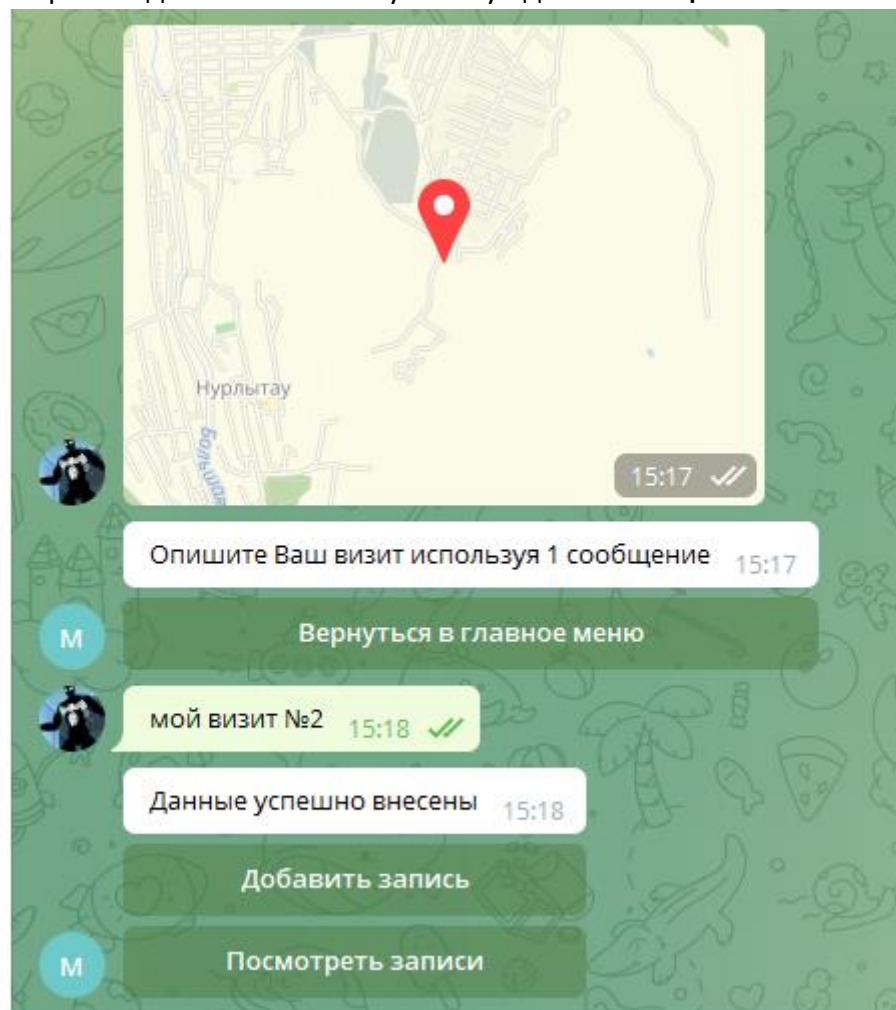 Нурлытау
15:17
Опишите Ваш визит используя 1 сообщение 15:17
М
Вернуться в главное меню
мой визит №2 15:18
Данные успешно внесены 15:18
Добавить запись
М
Посмотреть записи